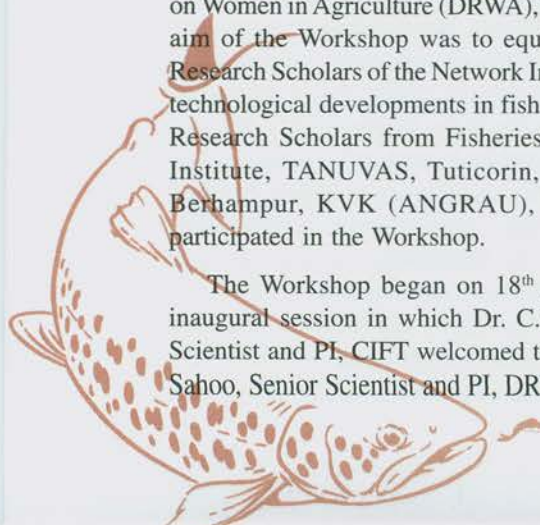 on Women in Agriculture (DRWA),
aim of the Workshop was to equ
Research Scholars of the Network In
technological developments in fish
Research Scholars from Fisheries
Institute, TANUVAS, Tuticorin,
Berhampur, KVK (ANGRAU),
participated in the Workshop.
The Workshop began on 18th
inaugural session in which Dr. C.
Scientist and PI, CIFT welcomed t
Sahoo, Senior Scientist and PI, DR